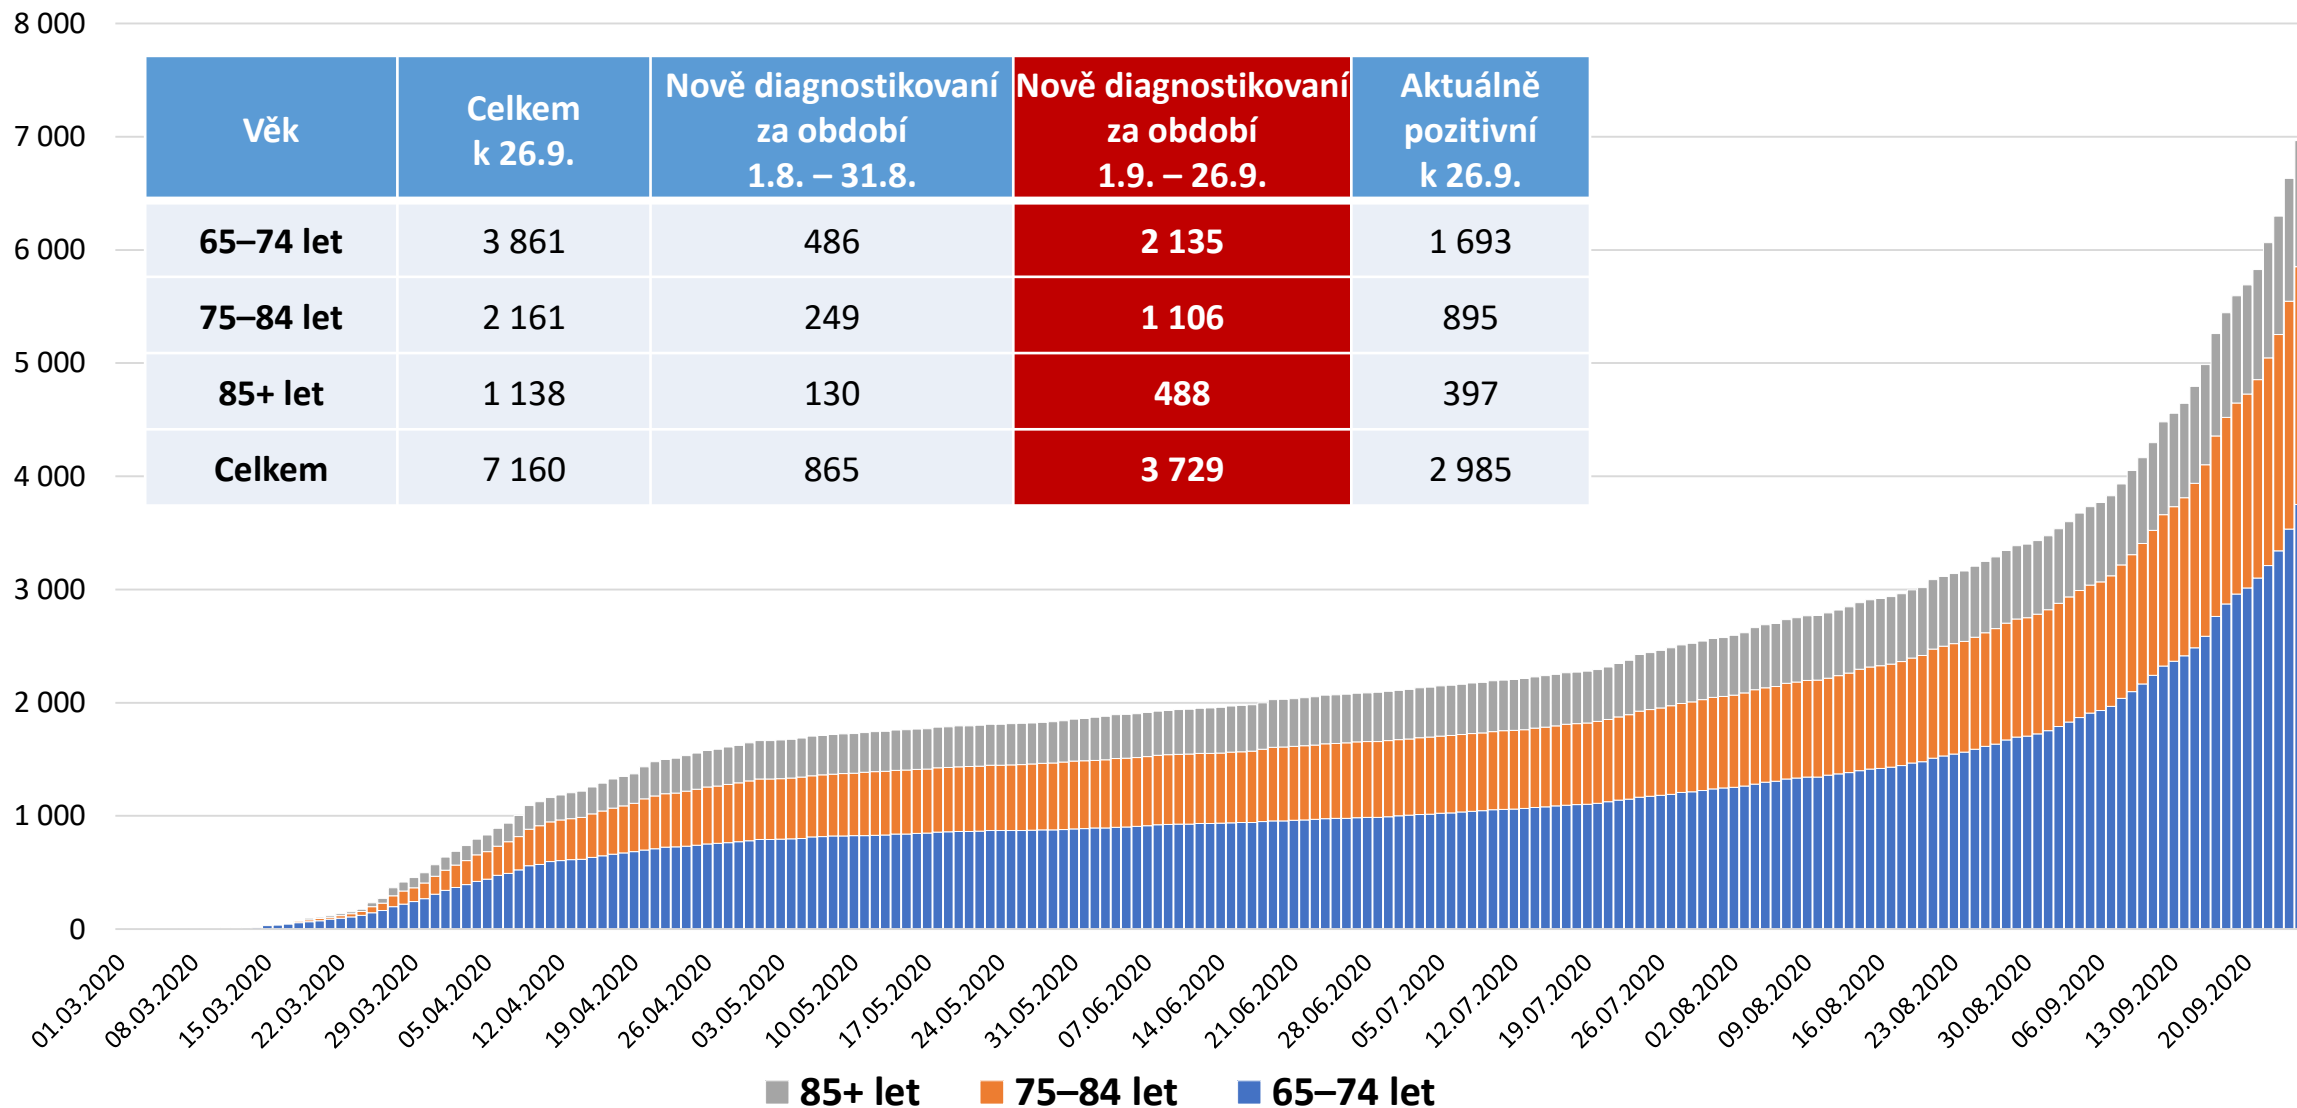 8 000
7 000
6 000
5 000
4 000
3 000
2 000
1 000
0
Věk
Celkem
k 26.9.
Nově diagnostikovaní
za období
1.8. – 31.8.
Nově diagnostikovaní
za období
1.9. – 26.9.
Aktuálně
pozitivní
k 26.9.
65–74 let 3 861 486 2 135 1 693
75–84 let 2 161 249 1 106 895
85+ let 1 138 130 488 397
Celkem 7 160 865 3 729 2 985
01.03.2020
08.03.2020
15.03.2020
22.03.2020
29.03.2020
05.04.2020
12.04.2020
19.04.2020
26.04.2020
03.05.2020
10.05.2020
17.05.2020
24.05.2020
31.05.2020
07.06.2020
14.06.2020
21.06.2020
28.06.2020
05.07.2020
12.07.2020
19.07.2020
26.07.2020
02.08.2020
09.08.2020
16.08.2020
23.08.2020
30.08.2020
06.09.2020
13.09.2020
20.09.2020
85+ let 75–84 let 65–74 let